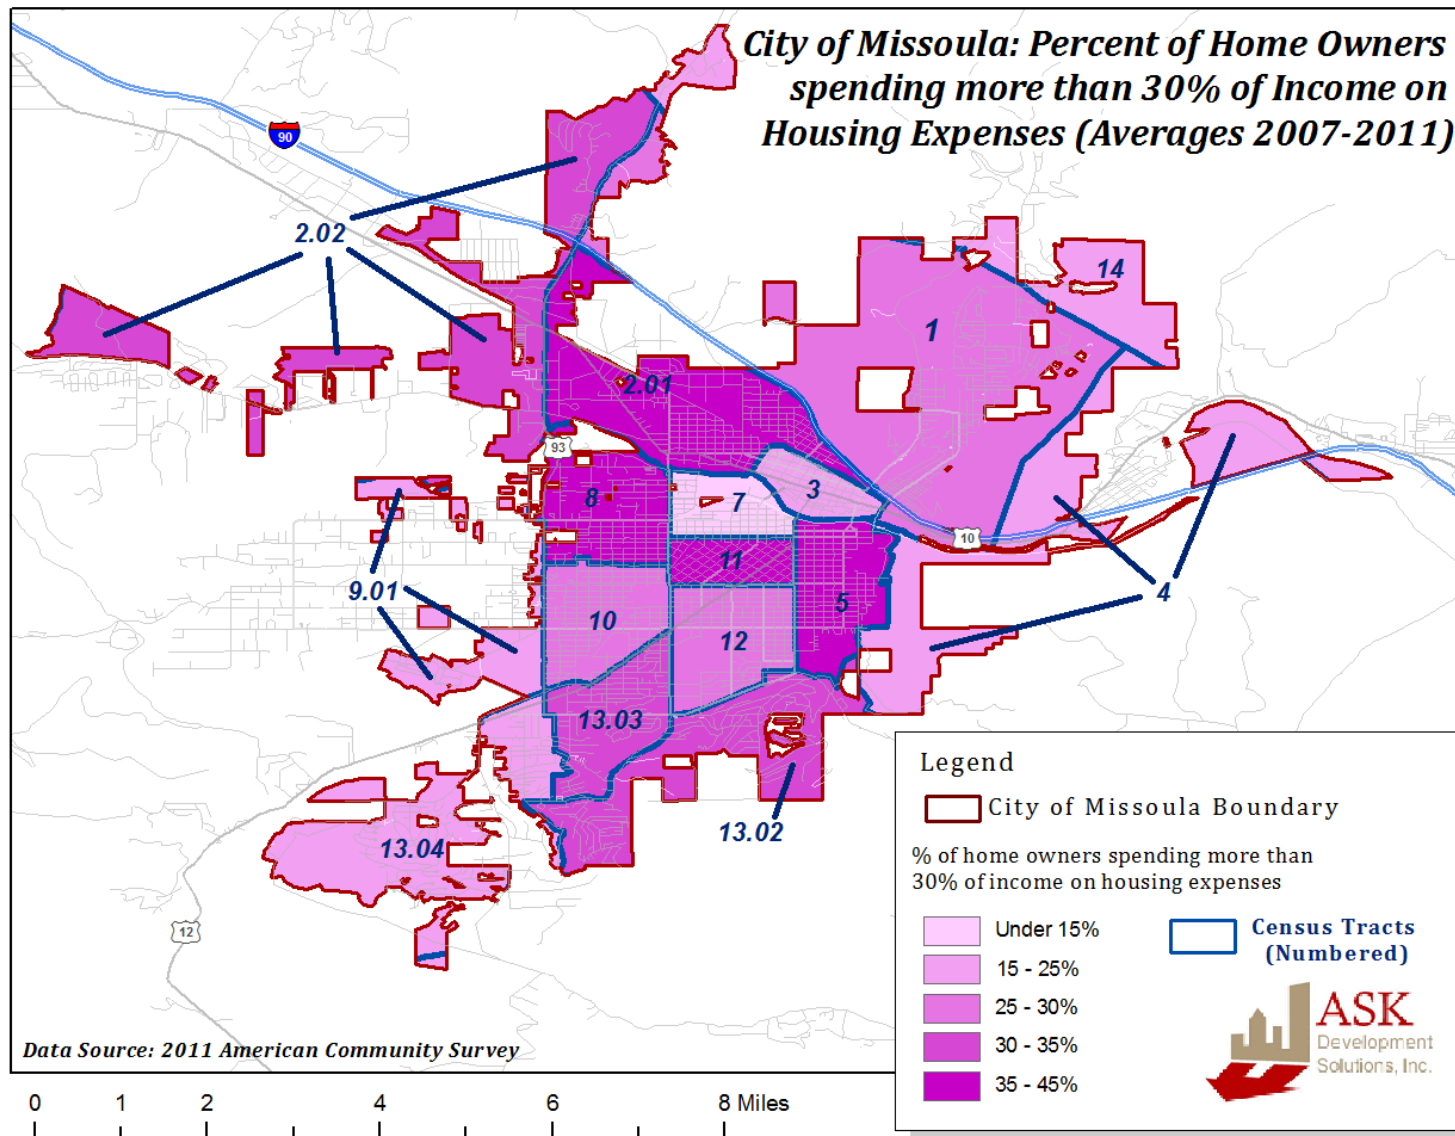 City of Missoula: Percent of Home Owners
spending more than 30% of Income on
Housing Expenses (Averages 2007-2011)
90
2.02
14
1
2.01
93
8
7
3
10
11
9.01
4
5
10
12
13.03
13.02
13.04
12
Legend
City of Missoula Boundary
% of home owners spending more than
30% of income on housing expenses
Under 15%
15 - 25%
25 - 30%
30 - 35%
35 - 45%
Census Tracts
(Numbered)
ASK
Development
Solutions, Inc.
Data Source: 2011 American Community Survey
0 1 2 4 6 8 Miles